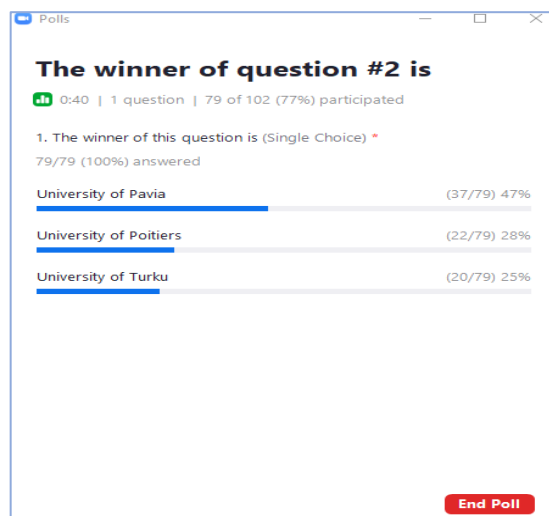 Polls
The winner of question #2 is
0:40 | 1 question | 79 of 102 (77%) participated
1. The winner of this question is (Single Choice) *
79/79 (100%) answered
University of Pavia (37/79) 47%
University of Poitiers (22/79) 28%
University of Turku (20/79) 25%
End Poll